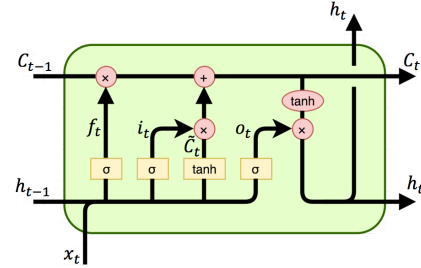 h_t
C_{t-1} × + C_t
tanh
f_t i_t × o_t ×
C̃_t
σ σ tanh σ
h_{t-1} h_t
x_t